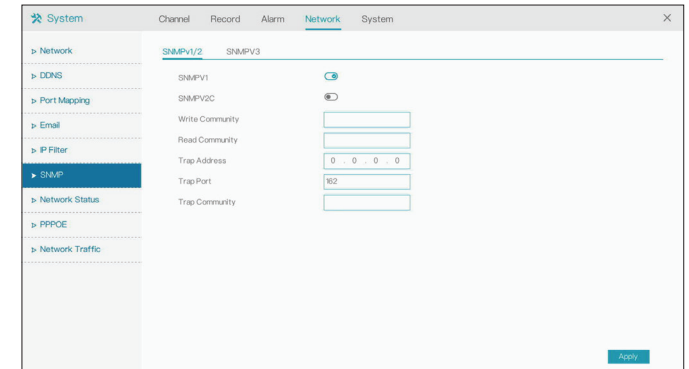 System
Channel Record Alarm Network System
Network
DDNS
Port Mapping
Email
IP Filter
SNMP
Network Status
PPPOE
Network Traffic
SNMPv1/2 SNMPV3
SNMPV1
SNMPV2C
Write Community
Read Community
Trap Address 0 . 0 . 0 . 0
Trap Port 162
Trap Community
Apply